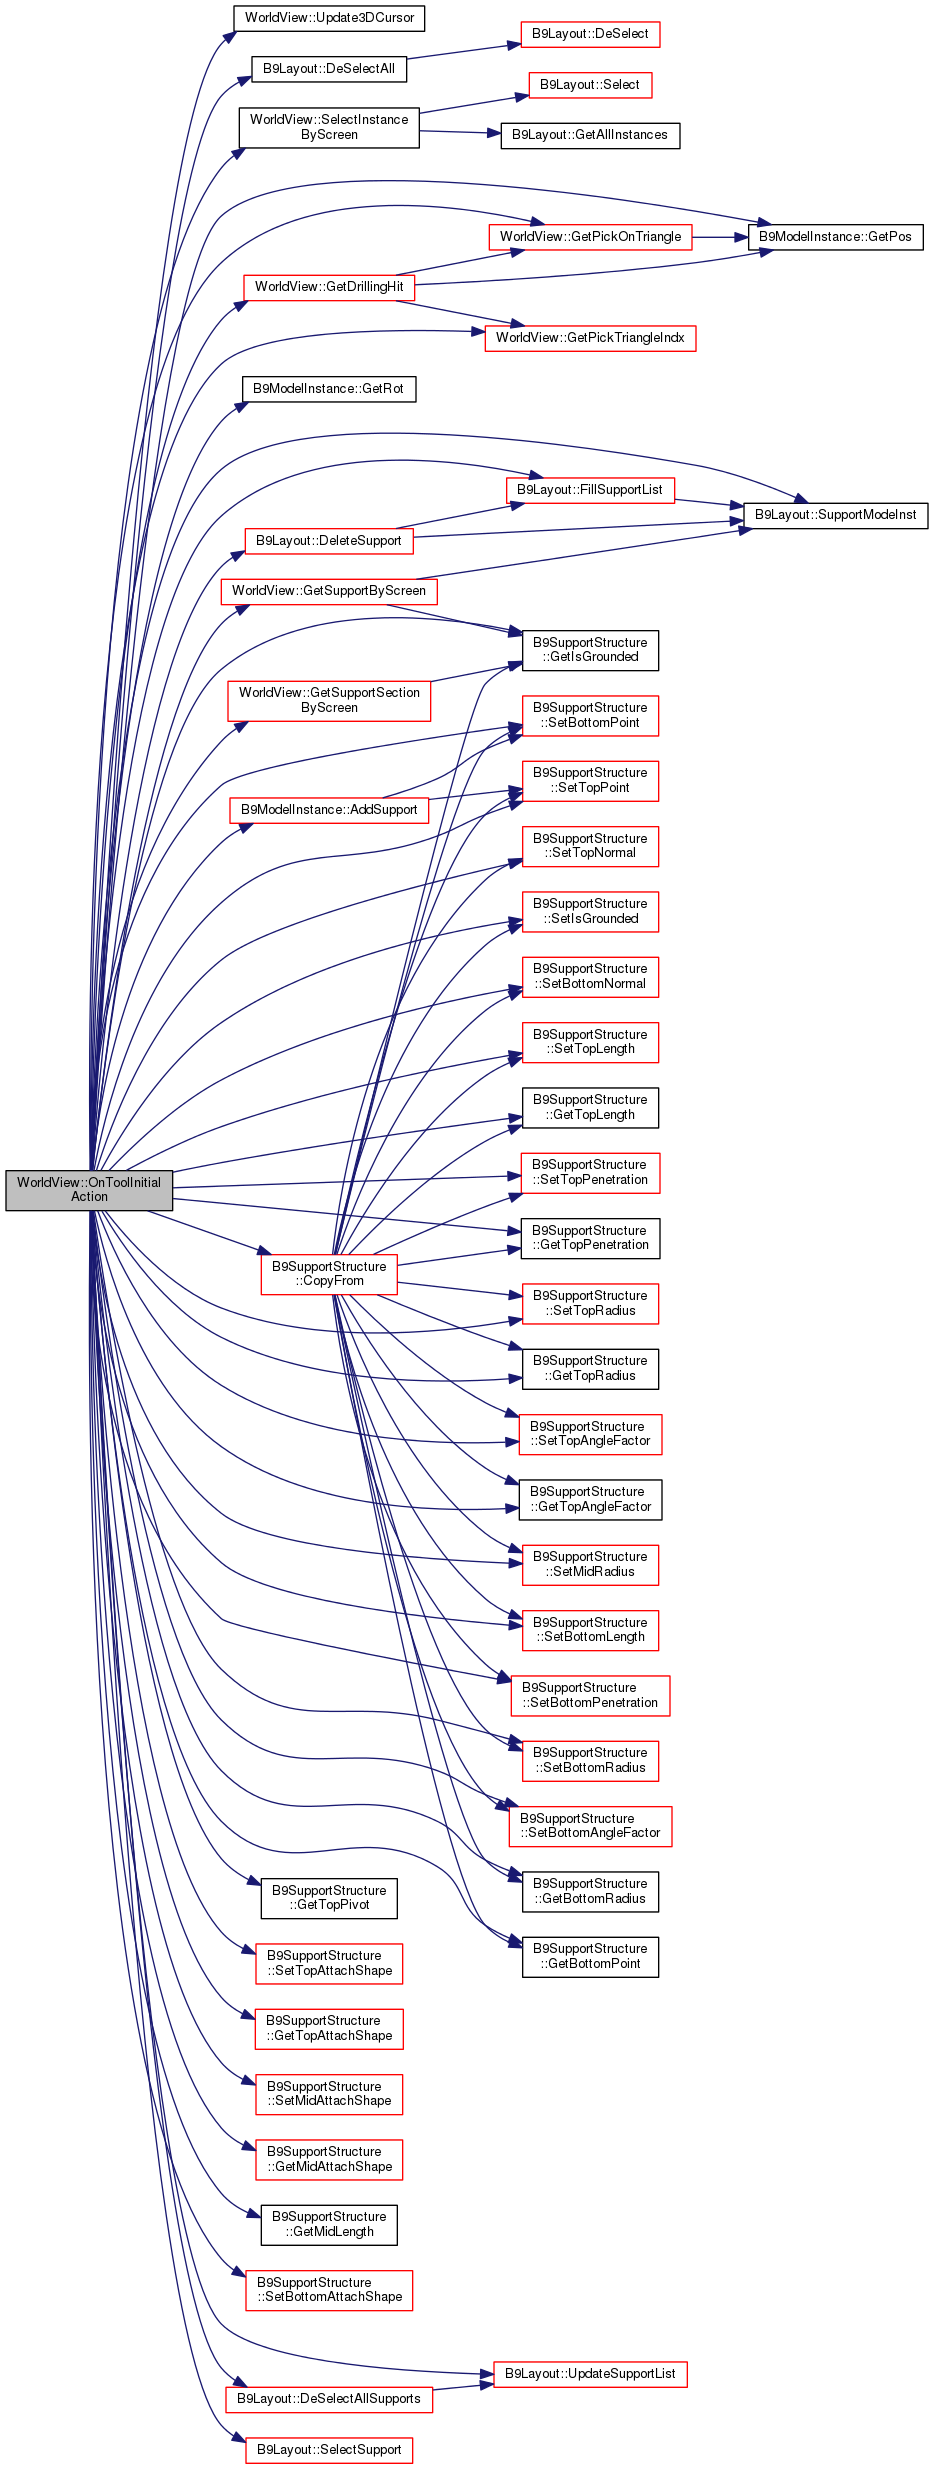 WorldView::Update3DCursor
B9Layout::DeSelect
B9Layout::DeSelectAll
B9Layout::Select
WorldView::SelectInstance
ByScreen
B9Layout::GetAllInstances
WorldView::GetPickOnTriangle
B9ModelInstance::GetPos
WorldView::GetDrillingHit
WorldView::GetPickTriangleIndx
B9ModelInstance::GetRot
B9Layout::FillSupportList
B9Layout::SupportModeInst
B9Layout::DeleteSupport
WorldView::GetSupportByScreen
B9SupportStructure
::GetIsGrounded
WorldView::GetSupportSection
ByScreen
B9SupportStructure
::SetBottomPoint
B9SupportStructure
::SetTopPoint
B9ModelInstance::AddSupport
B9SupportStructure
::SetTopNormal
B9SupportStructure
::SetIsGrounded
B9SupportStructure
::SetBottomNormal
B9SupportStructure
::SetTopLength
B9SupportStructure
::GetTopLength
WorldView::OnToolInitial
Action
B9SupportStructure
::SetTopPenetration
B9SupportStructure
::GetTopPenetration
B9SupportStructure
::CopyFrom
B9SupportStructure
::SetTopRadius
B9SupportStructure
::GetTopRadius
B9SupportStructure
::SetTopAngleFactor
B9SupportStructure
::GetTopAngleFactor
B9SupportStructure
::SetMidRadius
B9SupportStructure
::SetBottomLength
B9SupportStructure
::SetBottomPenetration
B9SupportStructure
::SetBottomRadius
B9SupportStructure
::SetBottomAngleFactor
B9SupportStructure
::GetBottomRadius
B9SupportStructure
::GetTopPivot
B9SupportStructure
::GetBottomPoint
B9SupportStructure
::SetTopAttachShape
B9SupportStructure
::GetTopAttachShape
B9SupportStructure
::SetMidAttachShape
B9SupportStructure
::GetMidAttachShape
B9SupportStructure
::GetMidLength
B9SupportStructure
::SetBottomAttachShape
B9Layout::UpdateSupportList
B9Layout::DeSelectAllSupports
B9Layout::SelectSupport